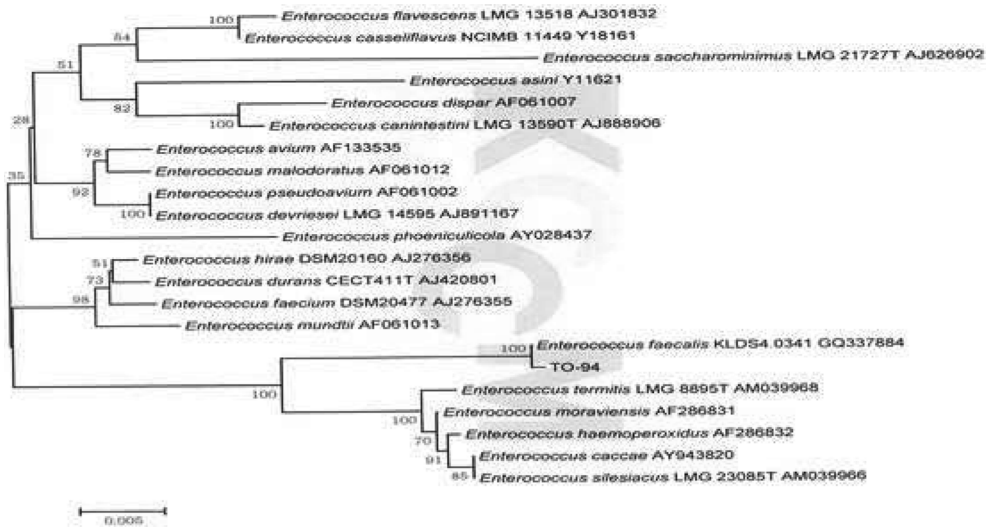 100
Enterococcus flavescens LMG 13518 AJ301832
54
Enterococcus casseliflavus NCIMB 11449 Y18161
51
Enterococcus saccharominimus LMG 21727T AJ626902
Enterococcus asini Y11621
82
Enterococcus dispar AF061007
100
Enterococcus canintestini LMG 13590T AJ888906
28
78
Enterococcus avium AF133535
Enterococcus malodoratus AF061012
35
92
Enterococcus pseudoavium AF061002
100
Enterococcus devriesei LMG 14595 AJ891167
Enterococcus phoeniculicola AY028437
51
Enterococcus hirae DSM20160 AJ276356
73
Enterococcus durans CECT411T AJ420801
98
Enterococcus faecium DSM20477 AJ276355
Enterococcus mundtii AF061013
100
Enterococcus faecalis KLDS4.0341 GQ337884
TO-94
100
Enterococcus termitis LMG 8895T AM039968
100
Enterococcus moraviensis AF286831
70
Enterococcus haemoperoxidus AF286832
91
Enterococcus caccae AY943820
85
Enterococcus silesiacus LMG 23085T AM039966
0.005